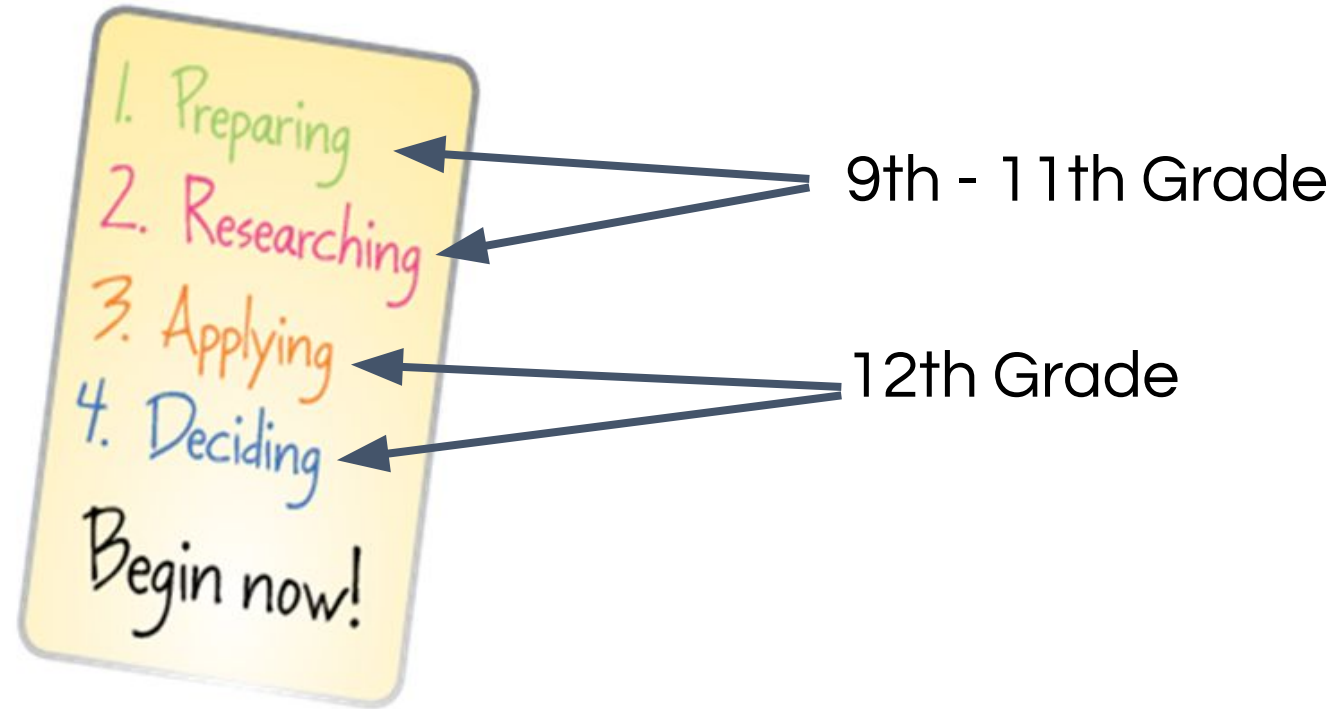 1. Preparing
2. Researching
3. Applying
4. Deciding
Begin now!
9th - 11th Grade
12th Grade